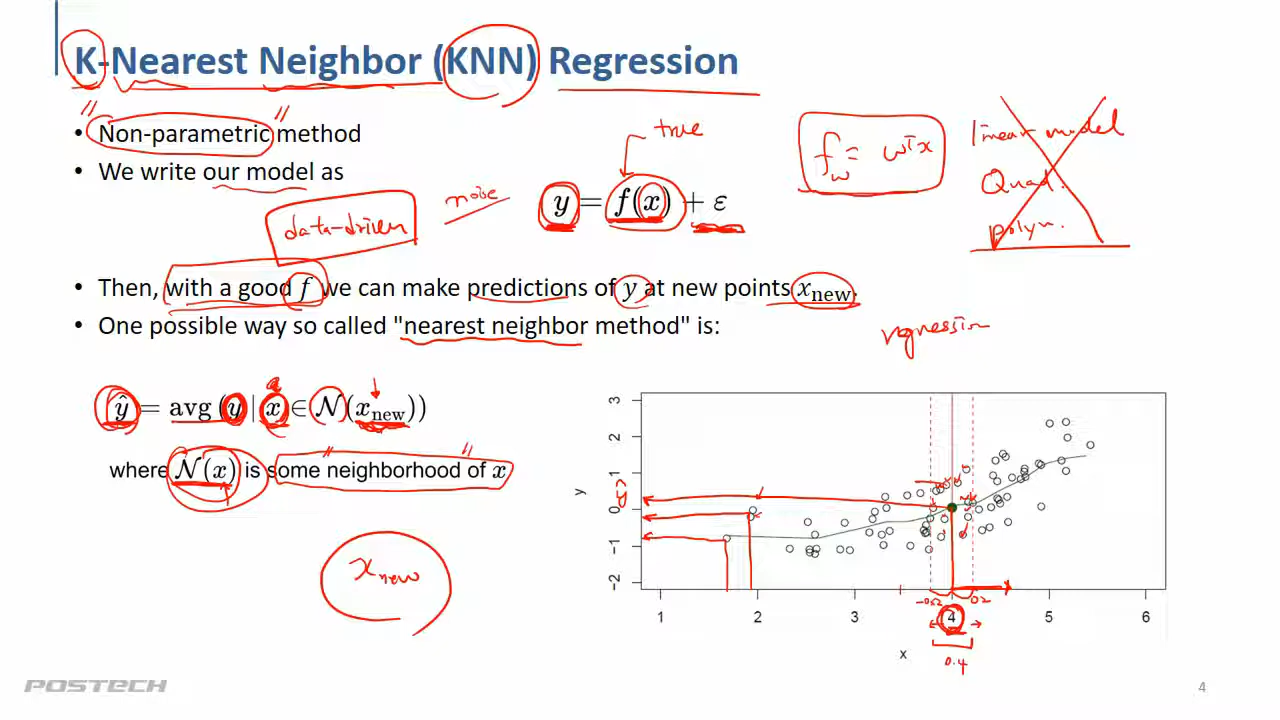 K-Nearest Neighbor (KNN) Regression
• Non-parametric method
• We write our model as
true
noise
data-driven
y = f(x) + ε
f_w = w^T x
linear model
Quad.
polyn.
• Then, with a good f we can make predictions of y at new points x_new.
• One possible way so called "nearest neighbor method" is:
regression
ŷ = avg (y | x ∈ N(x_new))
where N(x) is some neighborhood of x
x_new
3
2
1
0
−1
−2
y
ŷ
1 2 3 4 5 6
x
-0.2 0.2
0.4
POSTECH
4